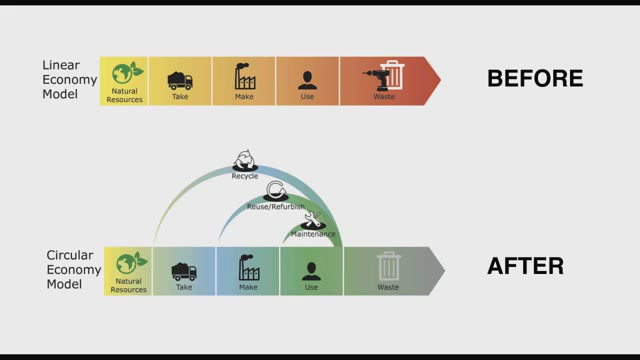 Linear
Economy
Model
Natural
Resources
Take
Make
Use
Waste
BEFORE
Recycle
Reuse/Refurbish
Maintenance
Circular
Economy
Model
Natural
Resources
Take
Make
Use
Waste
AFTER